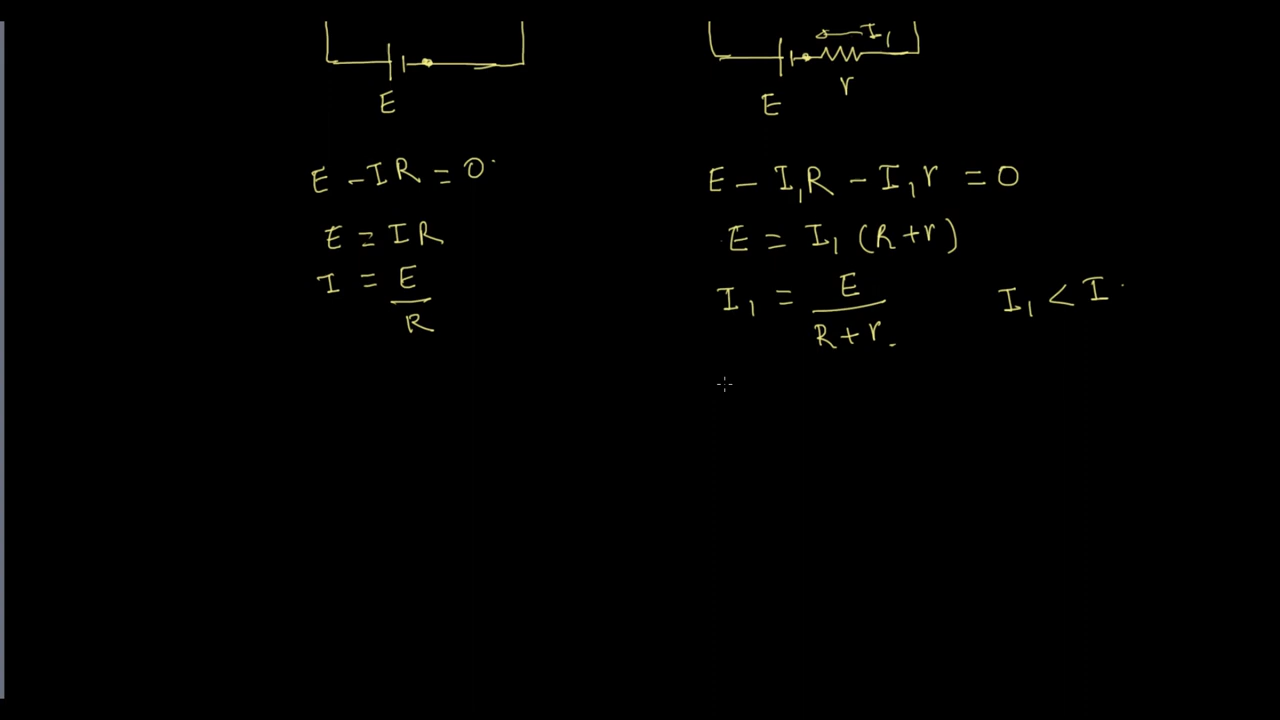 E
E - IR = 0
E = IR
I = E/R
I₁
r
E
E - I₁R - I₁r = 0
E = I₁ (R+r)
I₁ = E/(R+r) I₁ < I